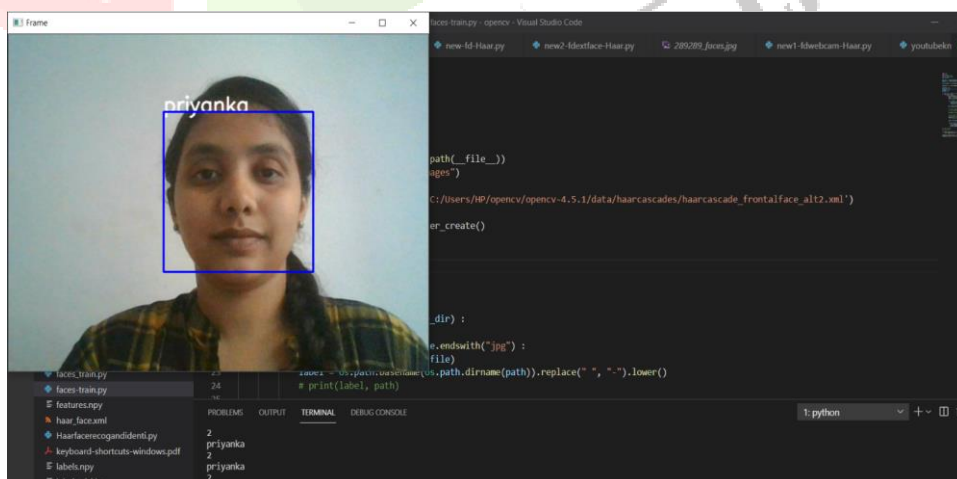 Frame
faces-train.py - opencv - Visual Studio Code
new-fd-Haar.py
new2-fdextface-Haar.py
289289_faces.jpg
new1-fdwebcam-Haar.py
youtubekn
priyanka
path(__file__))
ages")
C:/Users/HP/opencv/opencv-4.5.1/data/haarcascades/haarcascade_frontalface_alt2.xml')
er_create()
_dir) :
e.endswith("jpg") :
file)
label = os.path.basename(os.path.dirname(path)).replace(" ", "-").lower()
24 # print(label, path)
faces_train.py
faces-train.py
features.npy
haar_face.xml
Haarfacerecogandidenti.py
keyboard-shortcuts-windows.pdf
labels.npy
PROBLEMS OUTPUT TERMINAL DEBUG CONSOLE
1: python
2
priyanka
2
priyanka
2